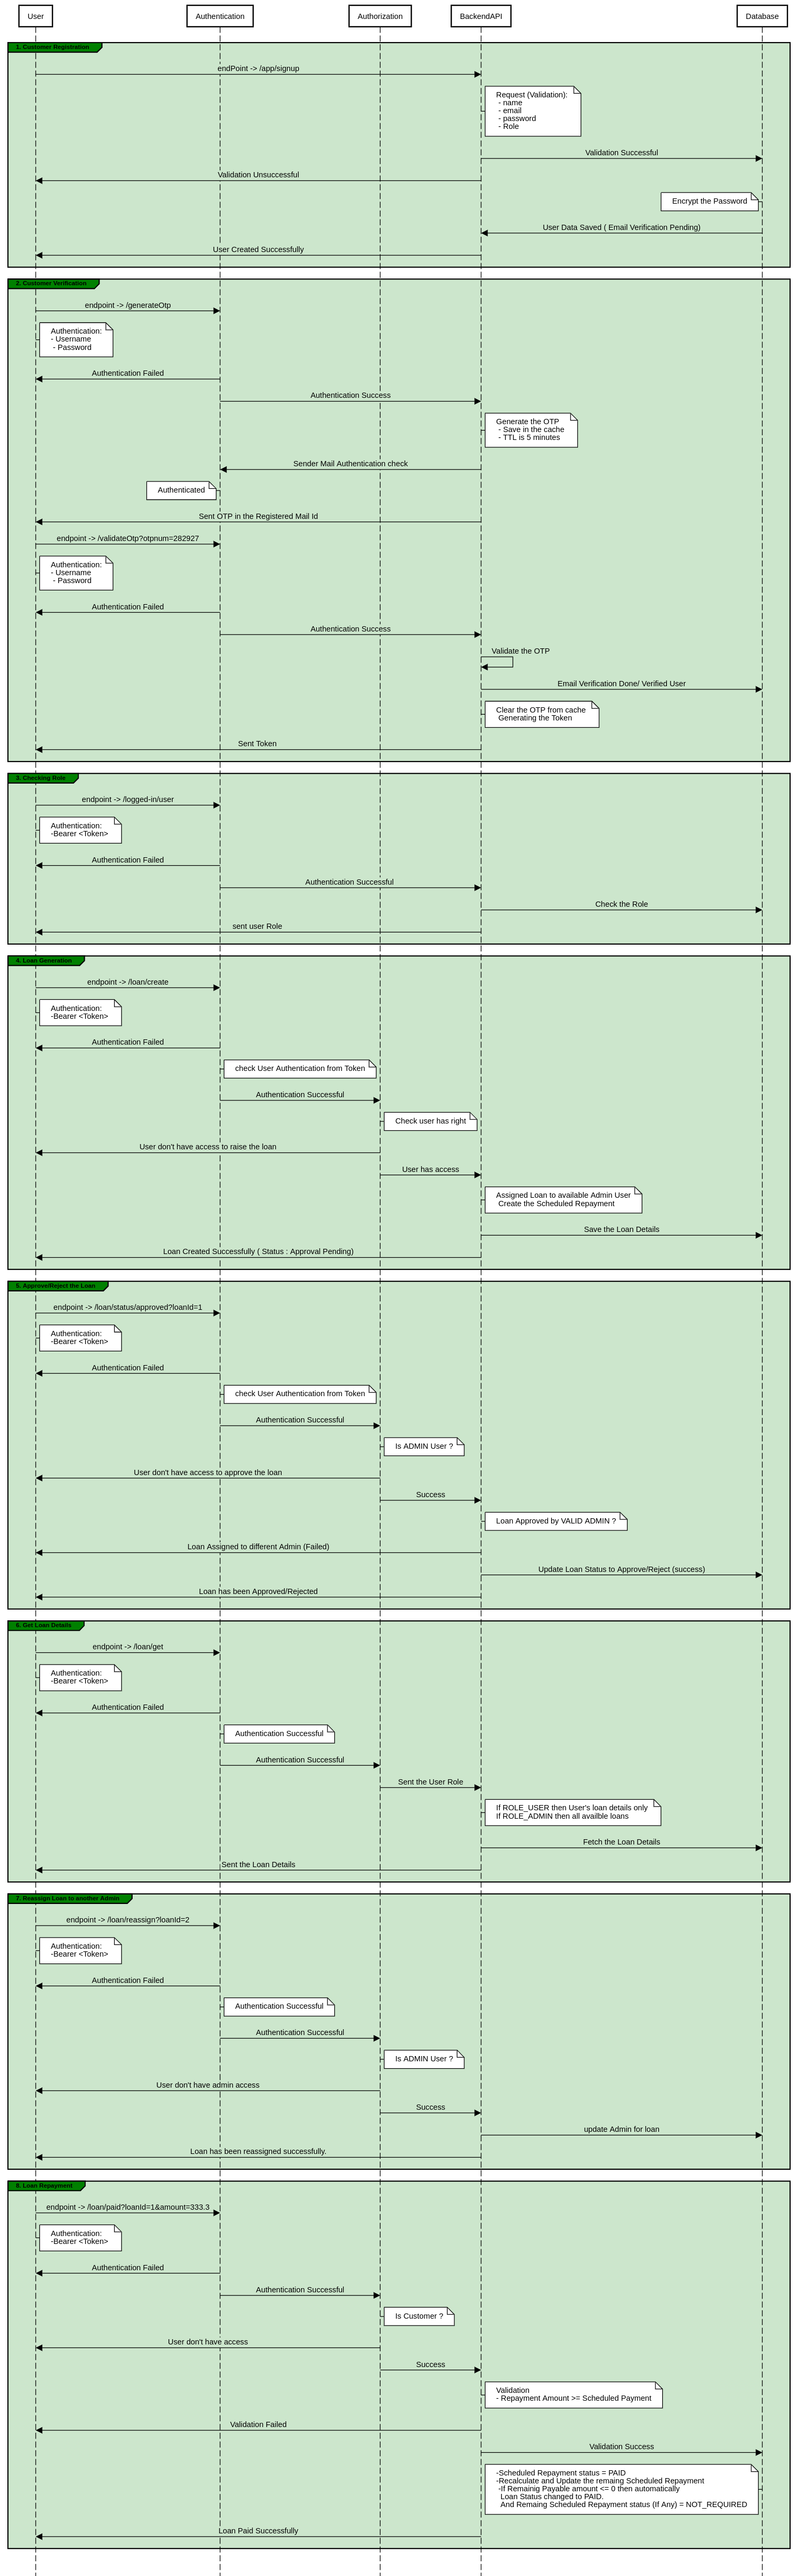 User
Authentication
Authorization
BackendAPI
Database
1. Customer Registration
endPoint -> /app/signup
Request (Validation):
- name
- email
- password
- Role
Validation Successful
Validation Unsuccessful
Encrypt the Password
User Data Saved ( Email Verification Pending)
User Created Successfully
2. Customer Verification
endpoint -> /generateOtp
Authentication:
- Username
- Password
Authentication Failed
Authentication Success
Generate the OTP
- Save in the cache
- TTL is 5 minutes
Sender Mail Authentication check
Authenticated
Sent OTP in the Registered Mail Id
endpoint -> /validateOtp?otpnum=282927
Authentication:
- Username
- Password
Authentication Failed
Authentication Success
Validate the OTP
Email Verification Done/ Verified User
Clear the OTP from cache
Generating the Token
Sent Token
3. Checking Role
endpoint -> /logged-in/user
Authentication:
-Bearer <Token>
Authentication Failed
Authentication Successful
Check the Role
sent user Role
4. Loan Generation
endpoint -> /loan/create
Authentication:
-Bearer <Token>
Authentication Failed
check User Authentication from Token
Authentication Successful
Check user has right
User don't have access to raise the loan
User has access
Assigned Loan to available Admin User
Create the Scheduled Repayment
Save the Loan Details
Loan Created Successfully ( Status : Approval Pending)
5. Approve/Reject the Loan
endpoint -> /loan/status/approved?loanId=1
Authentication:
-Bearer <Token>
Authentication Failed
check User Authentication from Token
Authentication Successful
Is ADMIN User ?
User don't have access to approve the loan
Success
Loan Approved by VALID ADMIN ?
Loan Assigned to different Admin (Failed)
Update Loan Status to Approve/Reject (success)
Loan has been Approved/Rejected
6. Get Loan Details
endpoint -> /loan/get
Authentication:
-Bearer <Token>
Authentication Failed
Authentication Successful
Authentication Successful
Sent the User Role
If ROLE_USER then User's loan details only
If ROLE_ADMIN then all availble loans
Fetch the Loan Details
Sent the Loan Details
7. Reassign Loan to another Admin
endpoint -> /loan/reassign?loanId=2
Authentication:
-Bearer <Token>
Authentication Failed
Authentication Successful
Authentication Successful
Is ADMIN User ?
User don't have admin access
Success
update Admin for loan
Loan has been reassigned successfully.
8. Loan Repayment
endpoint -> /loan/paid?loanId=1&amount=333.3
Authentication:
-Bearer <Token>
Authentication Failed
Authentication Successful
Is Customer ?
User don't have access
Success
Validation
- Repayment Amount >= Scheduled Payment
Validation Failed
Validation Success
-Scheduled Repayment status = PAID
-Recalculate and Update the remaing Scheduled Repayment
-If Remainig Payable amount <= 0 then automatically
Loan Status changed to PAID.
And Remaing Scheduled Repayment status (If Any) = NOT_REQUIRED
Loan Paid Successfully